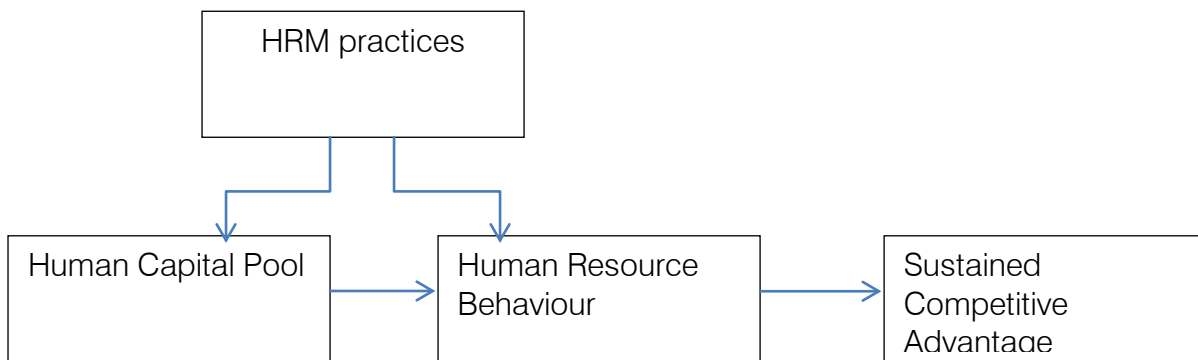 HRM practices
Human Capital Pool
Human Resource
Behaviour
Sustained
Competitive
Advantage